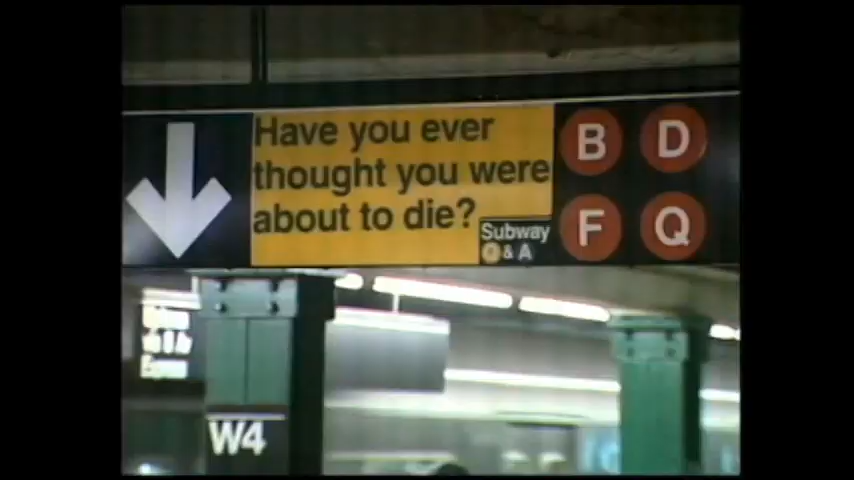 Have you ever
thought you were
about to die?
Subway
Q & A
B D
F Q
W4